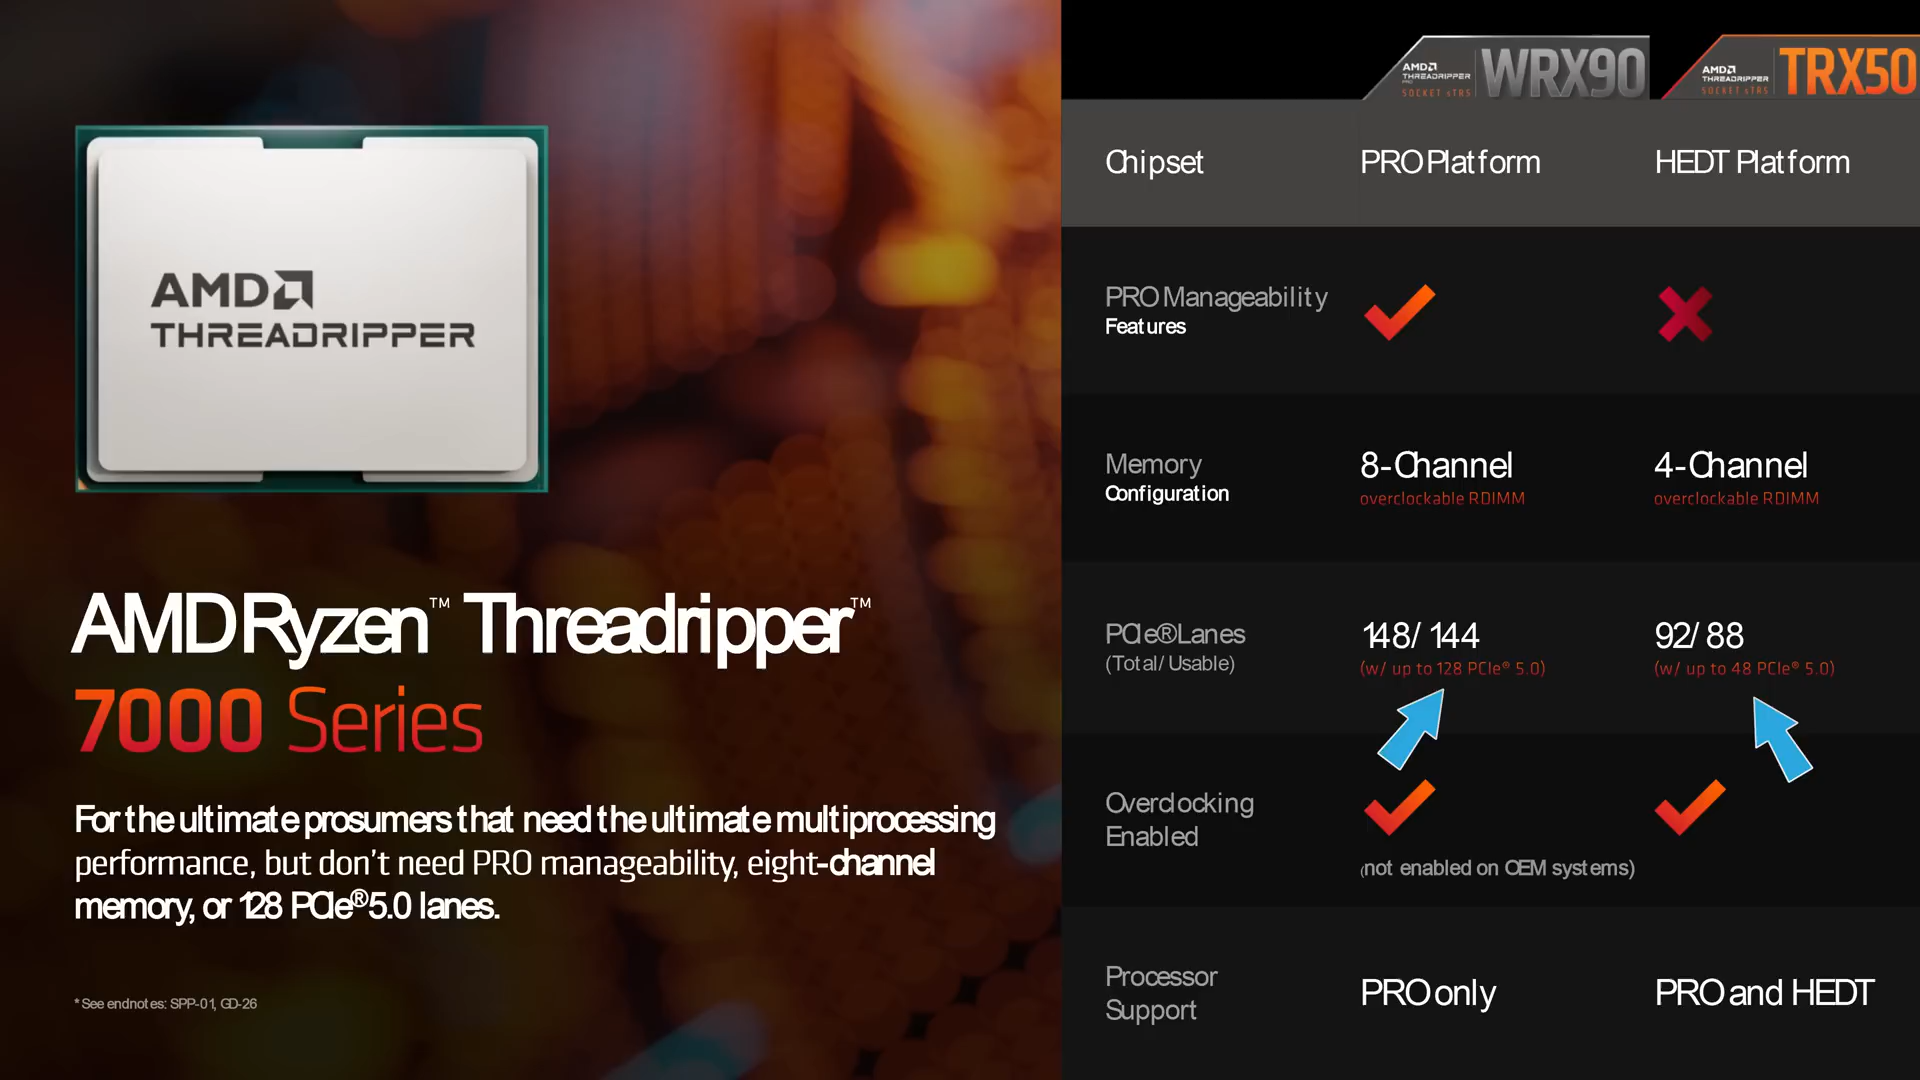 AMD
THREADRIPPER
AMD Ryzen™ Threadripper™
7000 Series
For the ultimate prosumers that need the ultimate multiprocessing
performance, but don't need PRO manageability, eight-channel
memory, or 128 PCIe® 5.0 lanes.
* See endnotes: SPP-01, GD-26
AMD
THREADRIPPER
PRO
SOCKET sTR5
WRX90
AMD
THREADRIPPER
SOCKET sTR5
TRX50
Chipset
PRO Platform
HEDT Platform
PRO Manageability
Features
Memory
Configuration
8-Channel
overclockable RDIMM
4-Channel
overclockable RDIMM
PCIe® Lanes
(Total/Usable)
148/144
(w/ up to 128 PCIe® 5.0)
92/88
(w/ up to 48 PCIe® 5.0)
Overclocking
Enabled
(not enabled on OEM systems)
Processor
Support
PRO only
PRO and HEDT